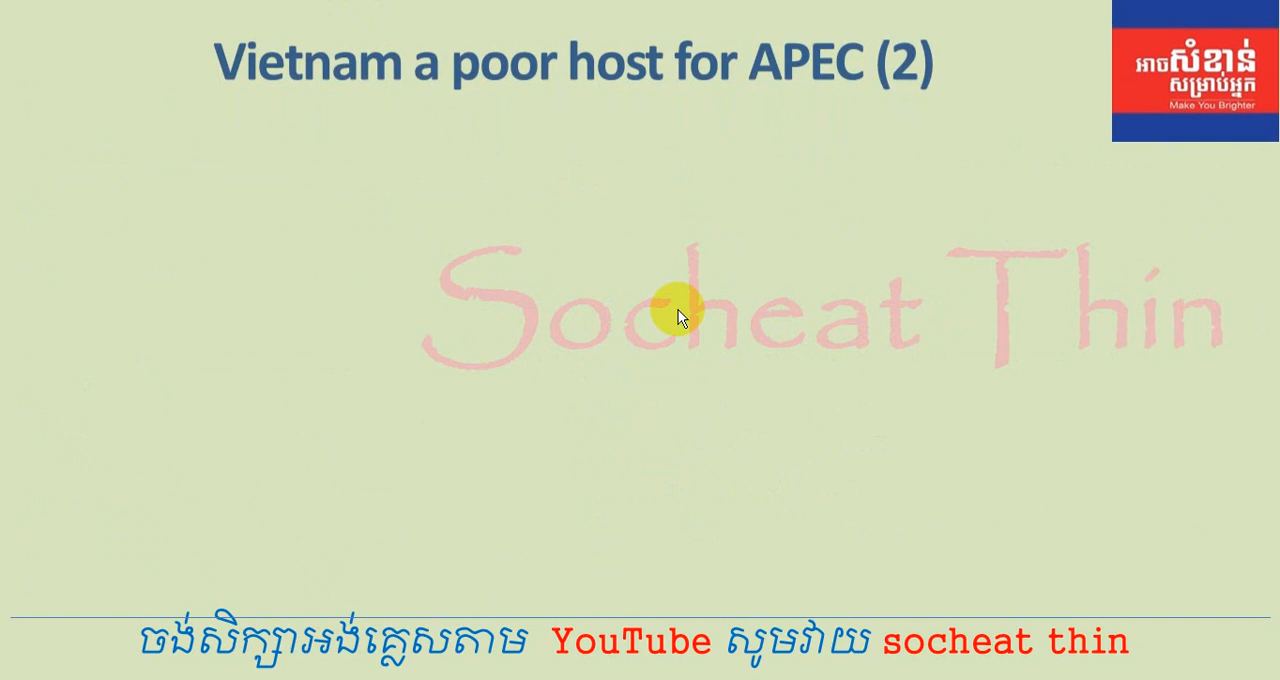 Vietnam a poor host for APEC (2)
អាចសំខាន់
សម្រាប់អ្នក
Make You Brighter
Socheat Thin
ចង់សិក្សាអង់គ្លេសតាម YouTube សូមវាយ socheat thin